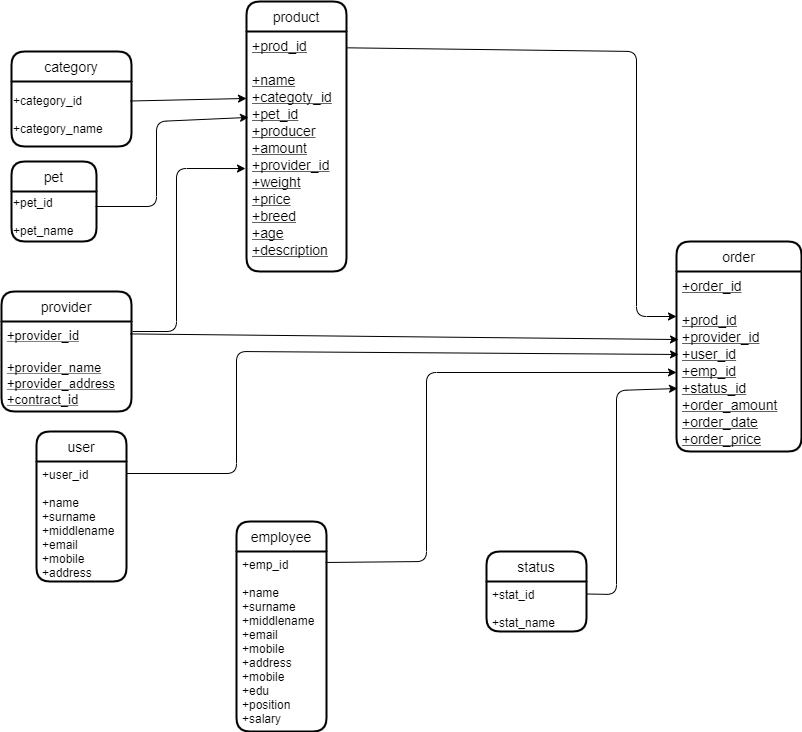 product
+prod_id
+name
+categoty_id
+pet_id
+producer
+amount
+provider_id
+weight
+price
+breed
+age
+description
category
+category_id
+category_name
pet
+pet_id
+pet_name
provider
+provider_id
+provider_name
+provider_address
+contract_id
order
+order_id
+prod_id
+provider_id
+user_id
+emp_id
+status_id
+order_amount
+order_date
+order_price
user
+user_id
+name
+surname
+middlename
+email
+mobile
+address
employee
+emp_id
+name
+surname
+middlename
+email
+mobile
+address
+mobile
+edu
+position
+salary
status
+stat_id
+stat_name